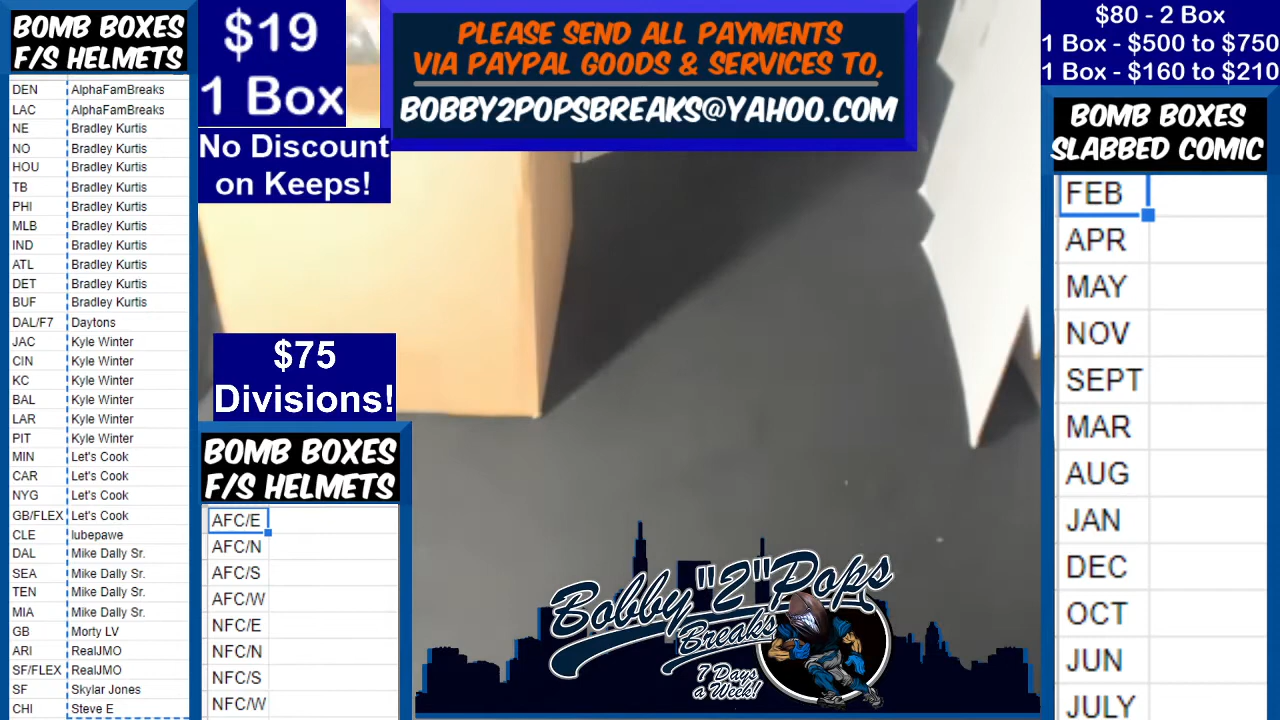 BOMB BOXES
F/S HELMETS
DEN AlphaFamBreaks
LAC AlphaFamBreaks
NE Bradley Kurtis
NO Bradley Kurtis
HOU Bradley Kurtis
TB Bradley Kurtis
PHI Bradley Kurtis
MLB Bradley Kurtis
IND Bradley Kurtis
ATL Bradley Kurtis
DET Bradley Kurtis
BUF Bradley Kurtis
DAL/F7 Daytons
JAC Kyle Winter
CIN Kyle Winter
KC Kyle Winter
BAL Kyle Winter
LAR Kyle Winter
PIT Kyle Winter
MIN Let's Cook
CAR Let's Cook
NYG Let's Cook
GB/FLEX Let's Cook
CLE lubepawe
DAL Mike Dally Sr.
SEA Mike Dally Sr.
TEN Mike Dally Sr.
MIA Mike Dally Sr.
GB Morty LV
ARI RealJMO
SF/FLEX RealJMO
SF Skylar Jones
CHI Steve E
$19
1 Box
No Discount
on Keeps!
$75
Divisions!
BOMB BOXES
F/S HELMETS
AFC/E
AFC/N
AFC/S
AFC/W
NFC/E
NFC/N
NFC/S
NFC/W
PLEASE SEND ALL PAYMENTS
VIA PAYPAL GOODS & SERVICES TO,
BOBBY2POPSBREAKS@YAHOO.COM
Bobby "2" Pops
Breaks
7 Days
a Week!
$80 - 2 Box
1 Box - $500 to $750
1 Box - $160 to $210
BOMB BOXES
SLABBED COMIC
FEB
APR
MAY
NOV
SEPT
MAR
AUG
JAN
DEC
OCT
JUN
JULY